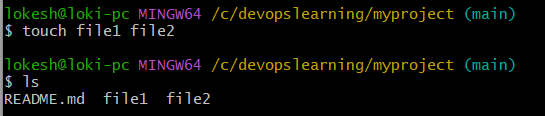 lokesh@loki-pc MINGW64 /c/devopslearning/myproject (main)
$ touch file1 file2
lokesh@loki-pc MINGW64 /c/devopslearning/myproject (main)
$ ls
README.md  file1  file2